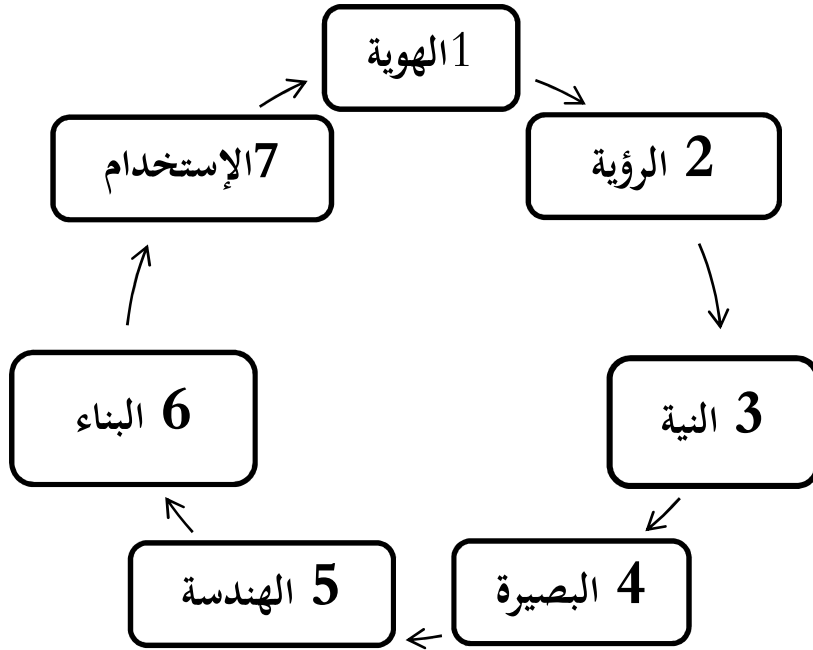 1الهوية
2 الرؤية
3 النية
4 البصيرة
5 الهندسة
6 البناء
7الإستخدام